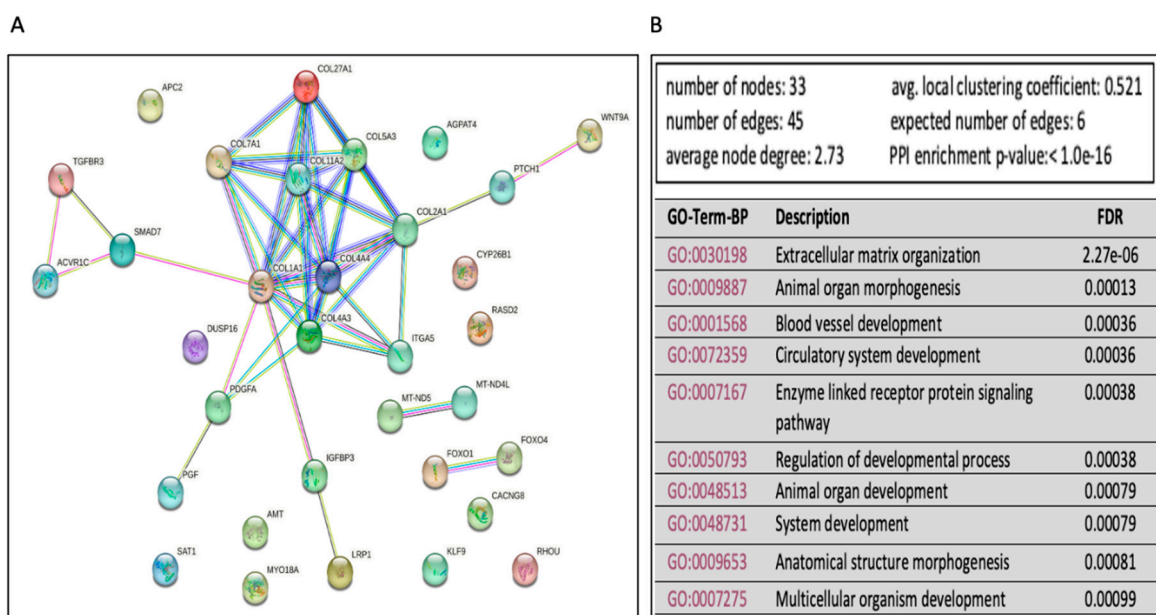 A
B
COL27A1
APC2
AGPAT4
WNT9A
COL7A1
COL5A3
COL11A2
TGFBR3
PTCH1
COL2A1
SMAD7
ACVR1C
COL1A1
COL4A4
CYP26B1
RASD2
COL4A3
DUSP16
ITGA5
PDGFA
MT-ND5
MT-ND4L
IGFBP3
FOXO1
FOXO4
PGF
CACNG8
AMT
SAT1
MYO18A
LRP1
KLF9
RHOU
number of nodes: 33 avg. local clustering coefficient: 0.521
number of edges: 45 expected number of edges: 6
average node degree: 2.73 PPI enrichment p-value:< 1.0e-16
GO-Term-BP Description FDR
GO:0030198 Extracellular matrix organization 2.27e-06
GO:0009887 Animal organ morphogenesis 0.00013
GO:0001568 Blood vessel development 0.00036
GO:0072359 Circulatory system development 0.00036
GO:0007167 Enzyme linked receptor protein signaling 0.00038
pathway
GO:0050793 Regulation of developmental process 0.00038
GO:0048513 Animal organ development 0.00079
GO:0048731 System development 0.00079
GO:0009653 Anatomical structure morphogenesis 0.00081
GO:0007275 Multicellular organism development 0.00099